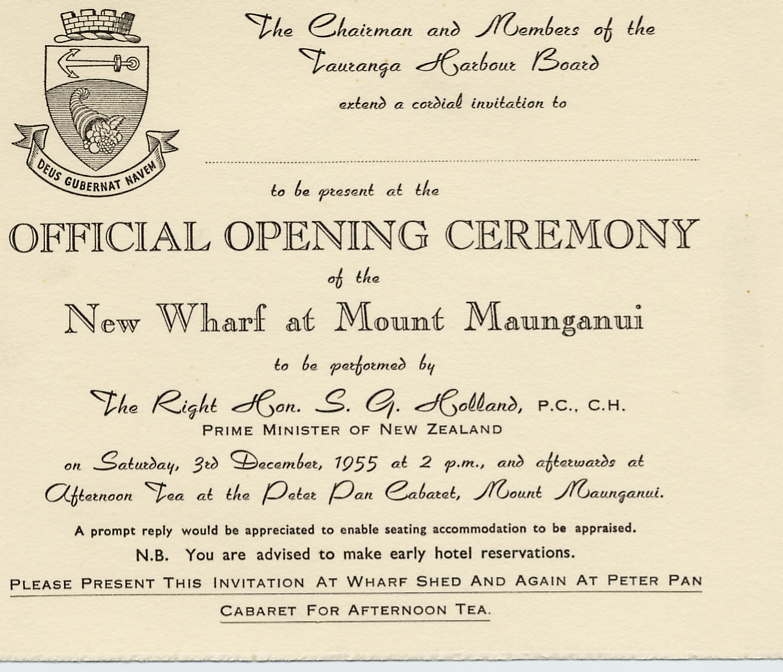 The Chairman and Members of the
Tauranga Harbour Board
extend a cordial invitation to
DEUS GUBERNAT NAVEM
to be present at the
OFFICIAL OPENING CEREMONY
of the
New Wharf at Mount Maunganui
to be performed by
The Right Hon. S. G. Holland, P.C., C.H.
PRIME MINISTER OF NEW ZEALAND
on Saturday, 3rd December, 1955 at 2 p.m., and afterwards at
Afternoon Tea at the Peter Pan Cabaret, Mount Maunganui.
A prompt reply would be appreciated to enable seating accommodation to be appraised.
N.B. You are advised to make early hotel reservations.
PLEASE PRESENT THIS INVITATION AT WHARF SHED AND AGAIN AT PETER PAN
CABARET FOR AFTERNOON TEA.